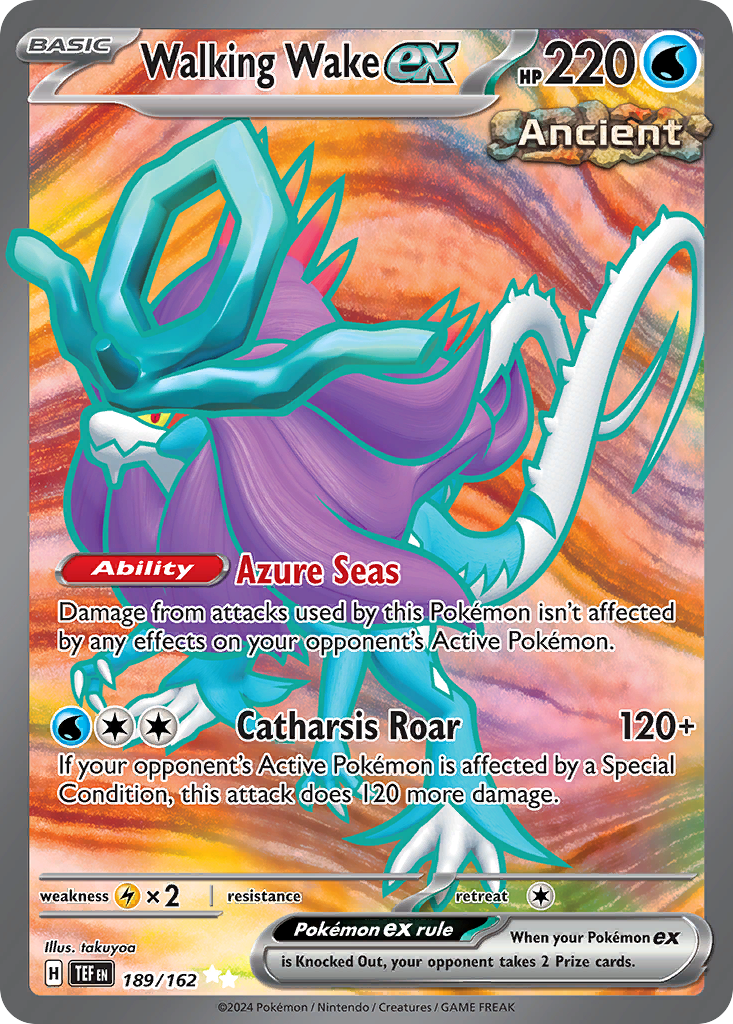 BASIC Walking Wake ex HP 220
Ancient
Ability Azure Seas
Damage from attacks used by this Pokémon isn't affected
by any effects on your opponent's Active Pokémon.
Catharsis Roar 120+
If your opponent's Active Pokémon is affected by a Special
Condition, this attack does 120 more damage.
weakness ×2 resistance retreat
Pokémon ex rule When your Pokémon ex
is Knocked Out, your opponent takes 2 Prize cards.
Illus. takuyoa
H TEF EN 189/162
©2024 Pokémon / Nintendo / Creatures / GAME FREAK